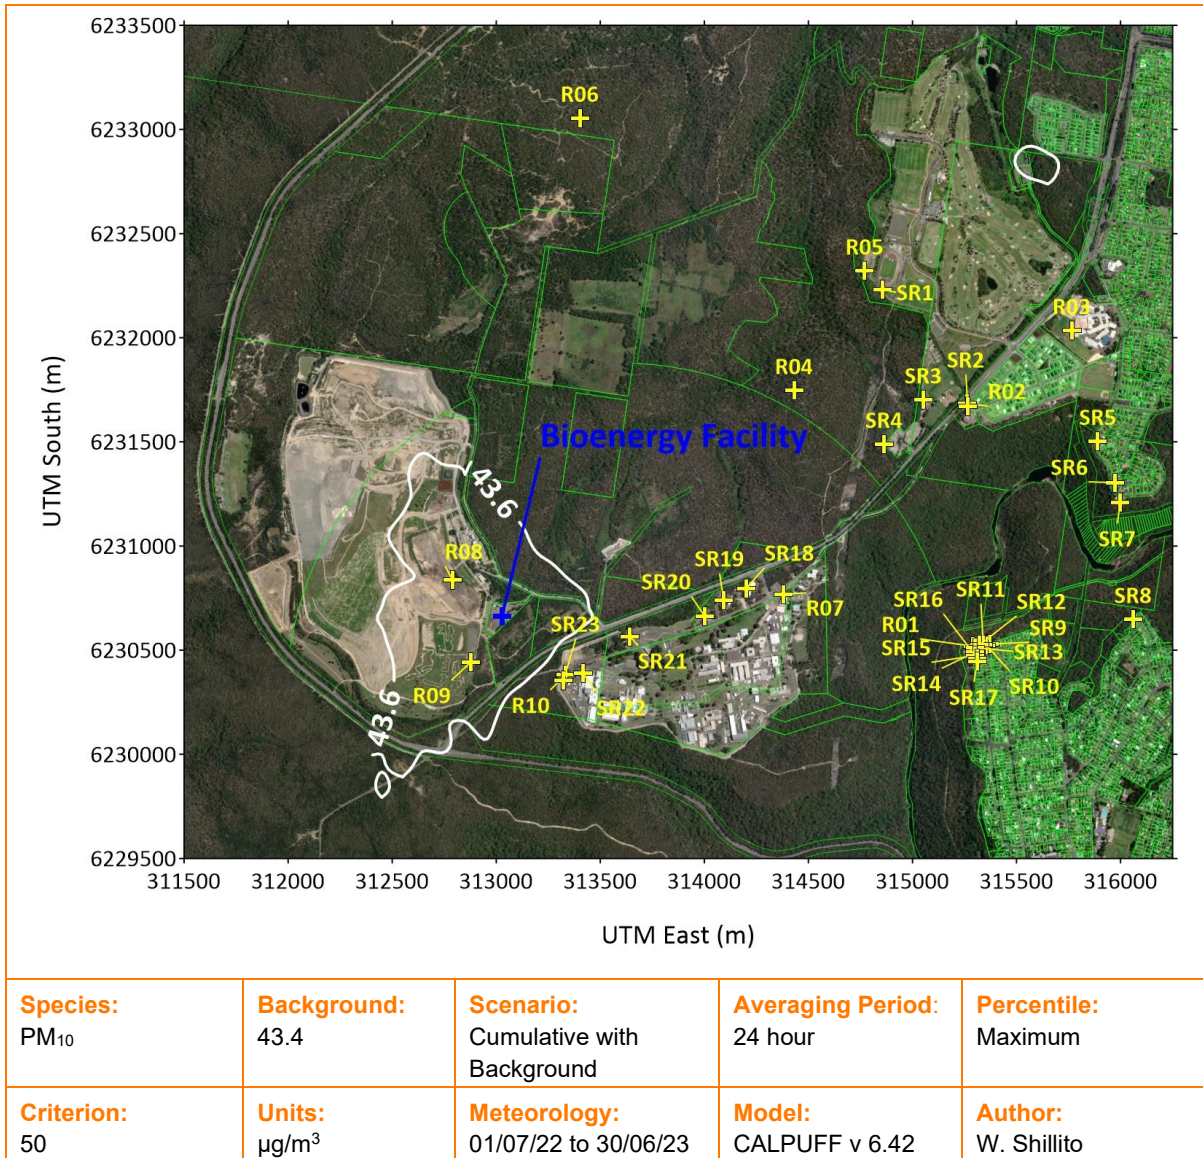 6233500
6233000
6232500
6232000
6231500
6231000
6230500
6230000
6229500
UTM South (m)
R06
R05
SR1
R03
R04
SR3
SR2
R02
SR4
SR5
SR6
SR7
Bioenergy Facility
43.6
R08
SR19
SR18
SR20
R07
SR23
SR21
R09
R10
SR22
43.6
SR11
SR16
SR12
SR8
R01
SR9
SR15
SR13
SR14
SR10
SR17
311500
312000
312500
313000
313500
314000
314500
315000
315500
316000
UTM East (m)
Species:
PM₁₀
Background:
43.4
Scenario:
Cumulative with
Background
Averaging Period:
24 hour
Percentile:
Maximum
Criterion:
50
Units:
µg/m³
Meteorology:
01/07/22 to 30/06/23
Model:
CALPUFF v 6.42
Author:
W. Shillito